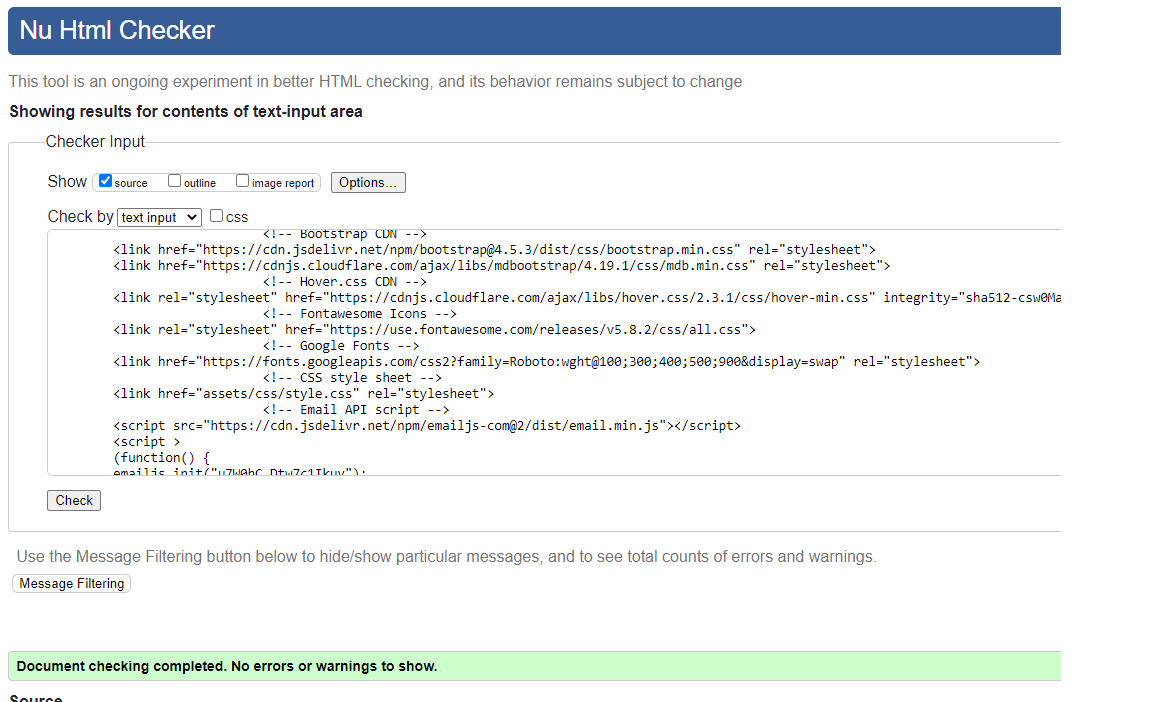 Nu Html Checker
This tool is an ongoing experiment in better HTML checking, and its behavior remains subject to change
Showing results for contents of text-input area
Checker Input
Show source outline image report Options...
Check by text input css
<!-- Bootstrap CDN -->
<link href="https://cdn.jsdelivr.net/npm/bootstrap@4.5.3/dist/css/bootstrap.min.css" rel="stylesheet">
<link href="https://cdnjs.cloudflare.com/ajax/libs/mdbootstrap/4.19.1/css/mdb.min.css" rel="stylesheet">
<!-- Hover.css CDN -->
<link rel="stylesheet" href="https://cdnjs.cloudflare.com/ajax/libs/hover.css/2.3.1/css/hover-min.css" integrity="sha512-csw0Ma
<!-- Fontawesome Icons -->
<link rel="stylesheet" href="https://use.fontawesome.com/releases/v5.8.2/css/all.css">
<!-- Google Fonts -->
<link href="https://fonts.googleapis.com/css2?family=Roboto:wght@100;300;400;500;900&display=swap" rel="stylesheet">
<!-- CSS style sheet -->
<link href="assets/css/style.css" rel="stylesheet">
<!-- Email API script -->
<script src="https://cdn.jsdelivr.net/npm/emailjs-com@2/dist/email.min.js"></script>
<script >
(function() {
Check
Use the Message Filtering button below to hide/show particular messages, and to see total counts of errors and warnings.
Message Filtering
Document checking completed. No errors or warnings to show.
Source